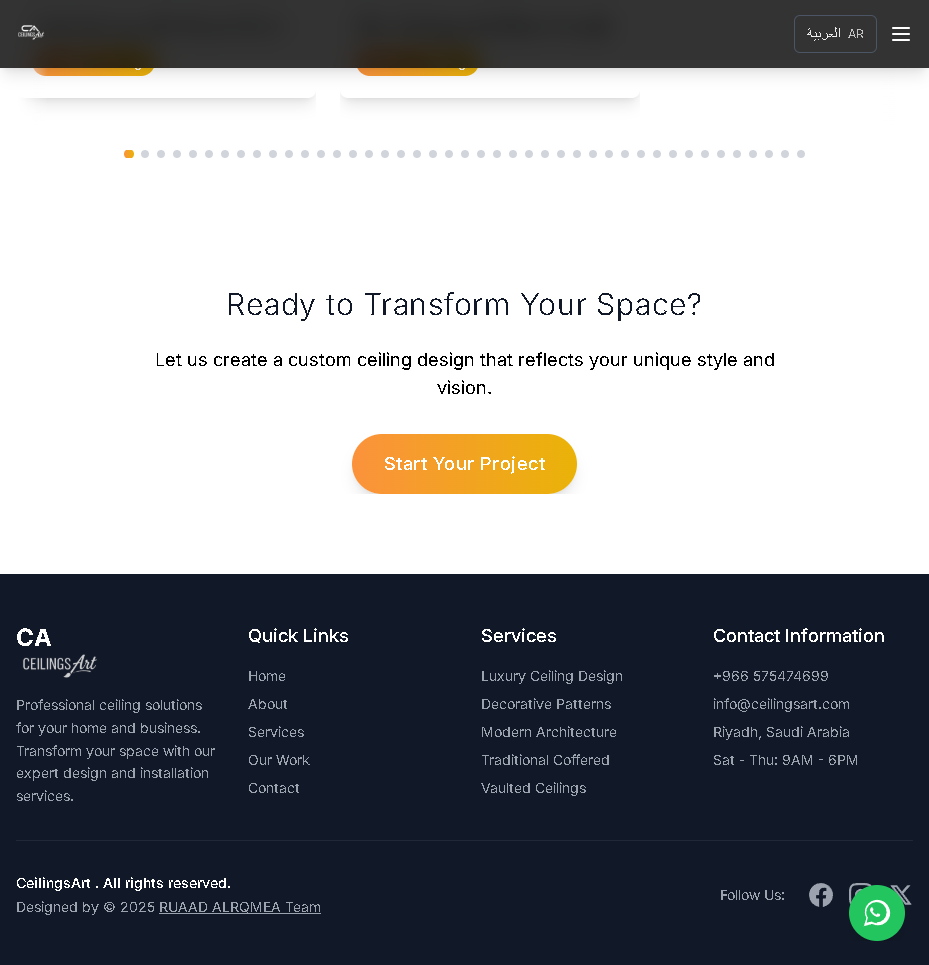 CA
CEILINGSArt
العربية AR
Ready to Transform Your Space?
Let us create a custom ceiling design that reflects your unique style and
vision.
Start Your Project
CA
CEILINGSArt
Professional ceiling solutions
for your home and business.
Transform your space with our
expert design and installation
services.
Quick Links
Home
About
Services
Our Work
Contact
Services
Luxury Ceiling Design
Decorative Patterns
Modern Architecture
Traditional Coffered
Vaulted Ceilings
Contact Information
+966 575474699
info@ceilingsart.com
Riyadh, Saudi Arabia
Sat - Thu: 9AM - 6PM
CeilingsArt . All rights reserved.
Designed by © 2025 RUAAD ALRQMEA Team
Follow Us: